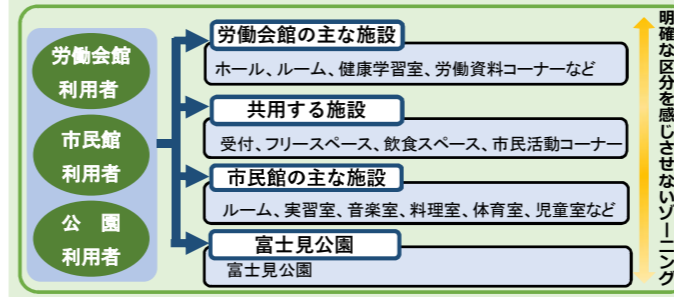 労働会館
利用者
市民館
利用者
公　園
利用者
労働会館の主な施設
ホール、ルーム、健康学習室、労働資料コーナーなど
共用する施設
受付、フリースペース、飲食スペース、市民活動コーナー
市民館の主な施設
ルーム、実習室、音楽室、料理室、体育室、児童室など
富士見公園
富士見公園
明確な区分を感じさせないゾーニング